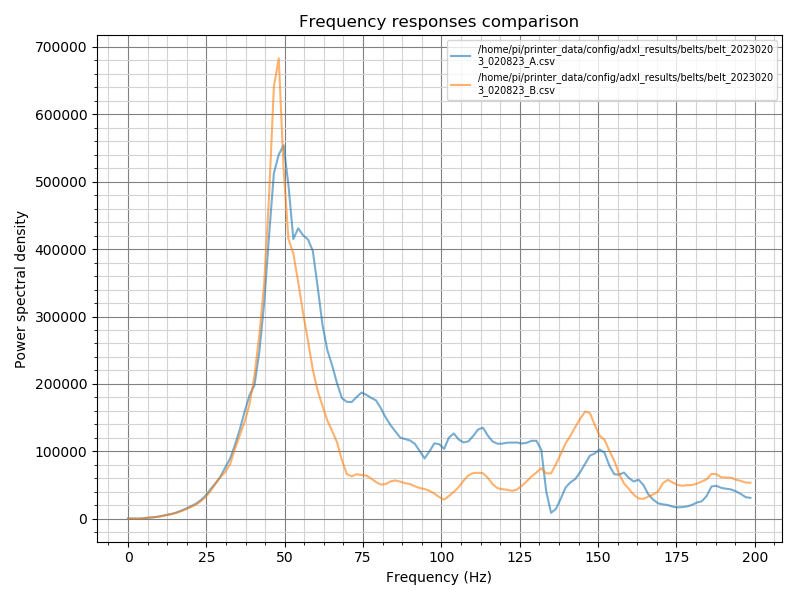 Frequency responses comparison
/home/pi/printer_data/config/adxl_results/belts/belt_2023020
3_020823_A.csv
/home/pi/printer_data/config/adxl_results/belts/belt_2023020
3_020823_B.csv
Power spectral density
700000
600000
500000
400000
300000
200000
100000
0
0 25 50 75 100 125 150 175 200
Frequency (Hz)